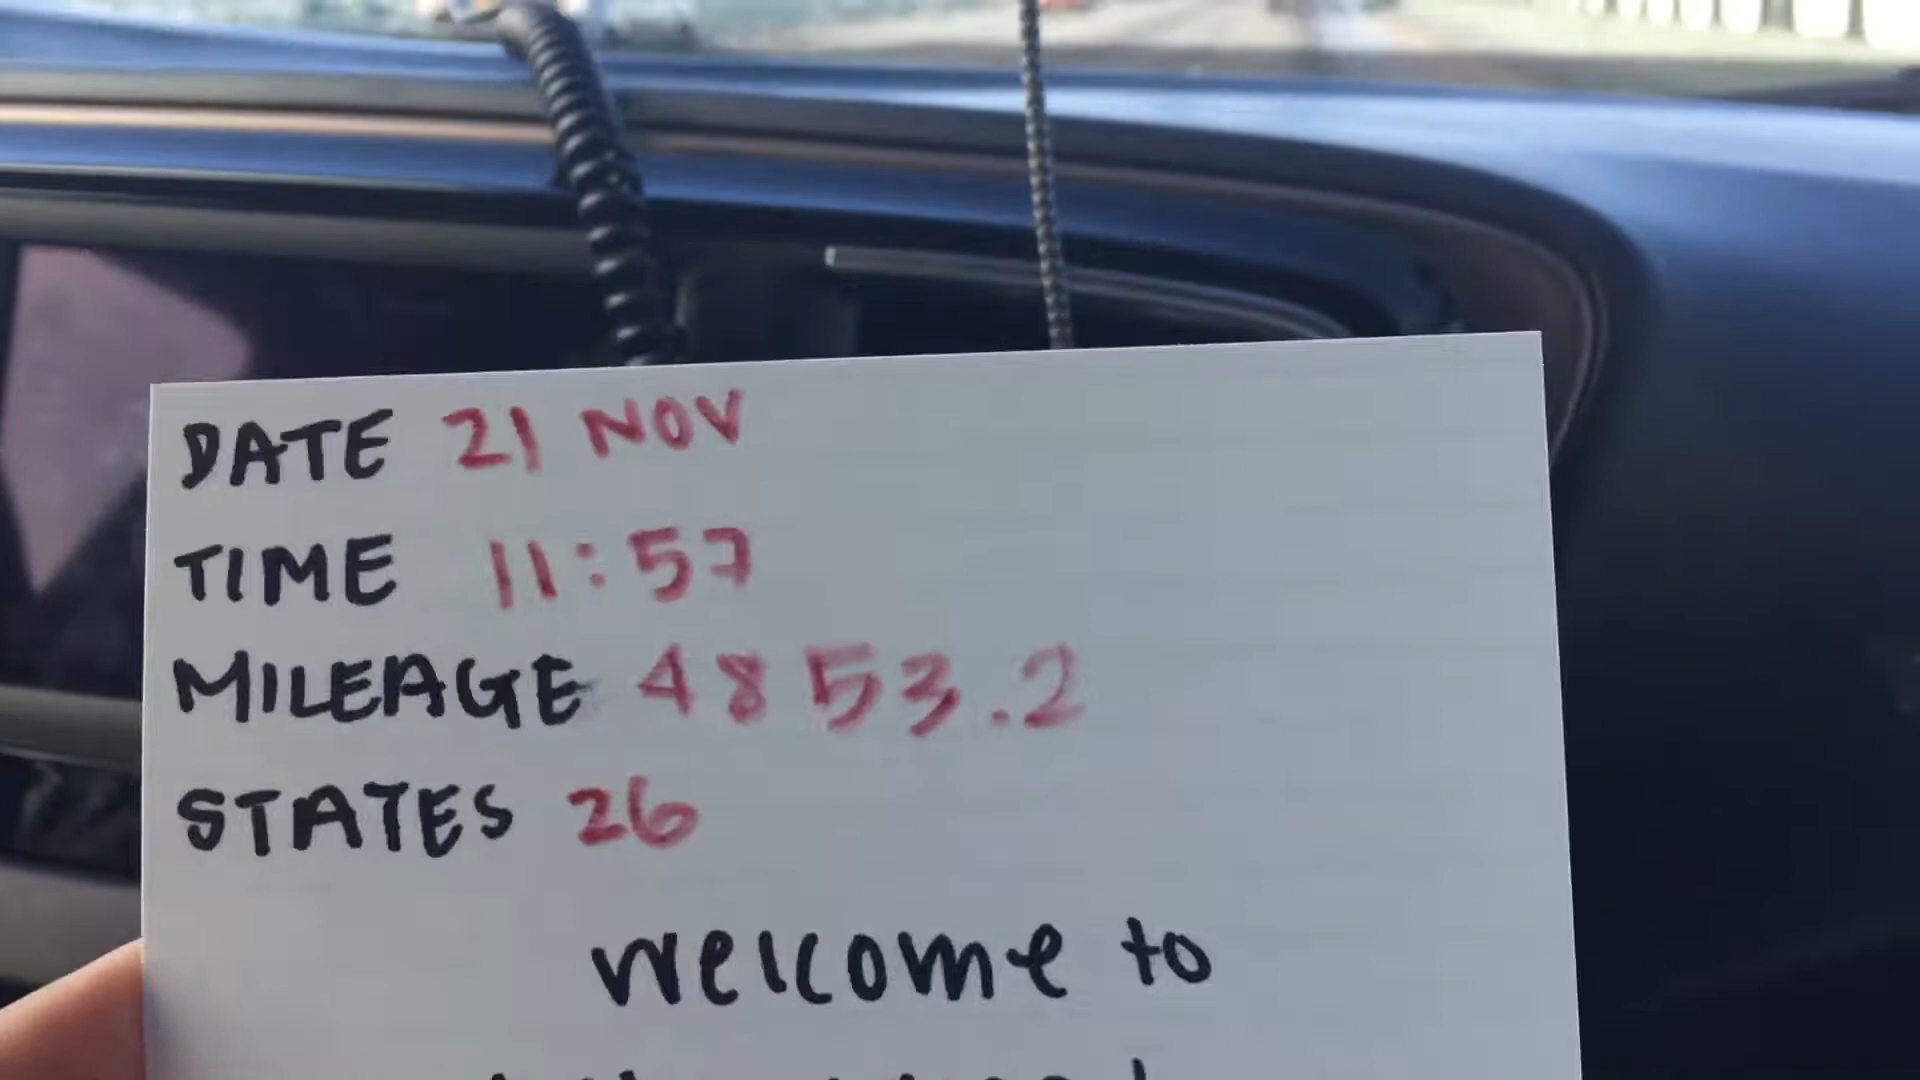 DATE 21 NOV
TIME 11:57
MILEAGE 4853.2
STATES 26
welcome to